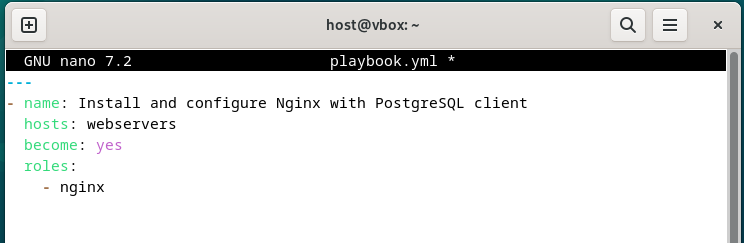 host@vbox: ~
GNU nano 7.2 playbook.yml *
---
- name: Install and configure Nginx with PostgreSQL client
  hosts: webservers
  become: yes
  roles:
    - nginx